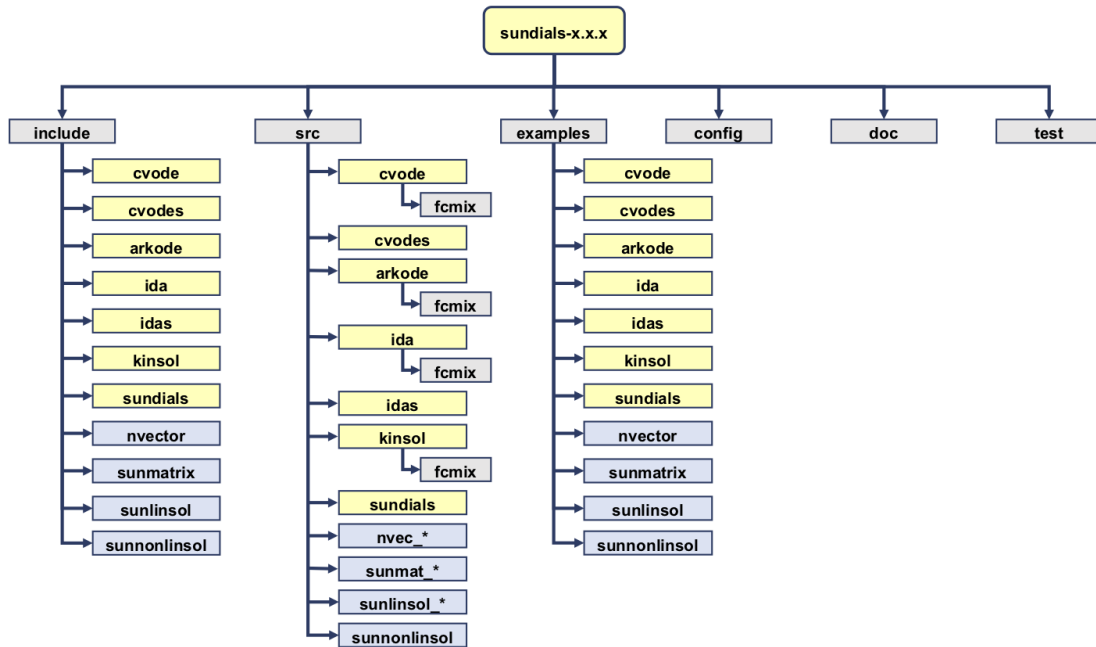 sundials-x.x.x
include
src
examples
config
doc
test
cvode
cvodes
arkode
ida
idas
kinsol
sundials
nvector
sunmatrix
sunlinsol
sunnonlinsol
cvode
fcmix
cvodes
arkode
fcmix
ida
fcmix
idas
kinsol
fcmix
sundials
nvec_*
sunmat_*
sunlinsol_*
sunnonlinsol
cvode
cvodes
arkode
ida
idas
kinsol
sundials
nvector
sunmatrix
sunlinsol
sunnonlinsol